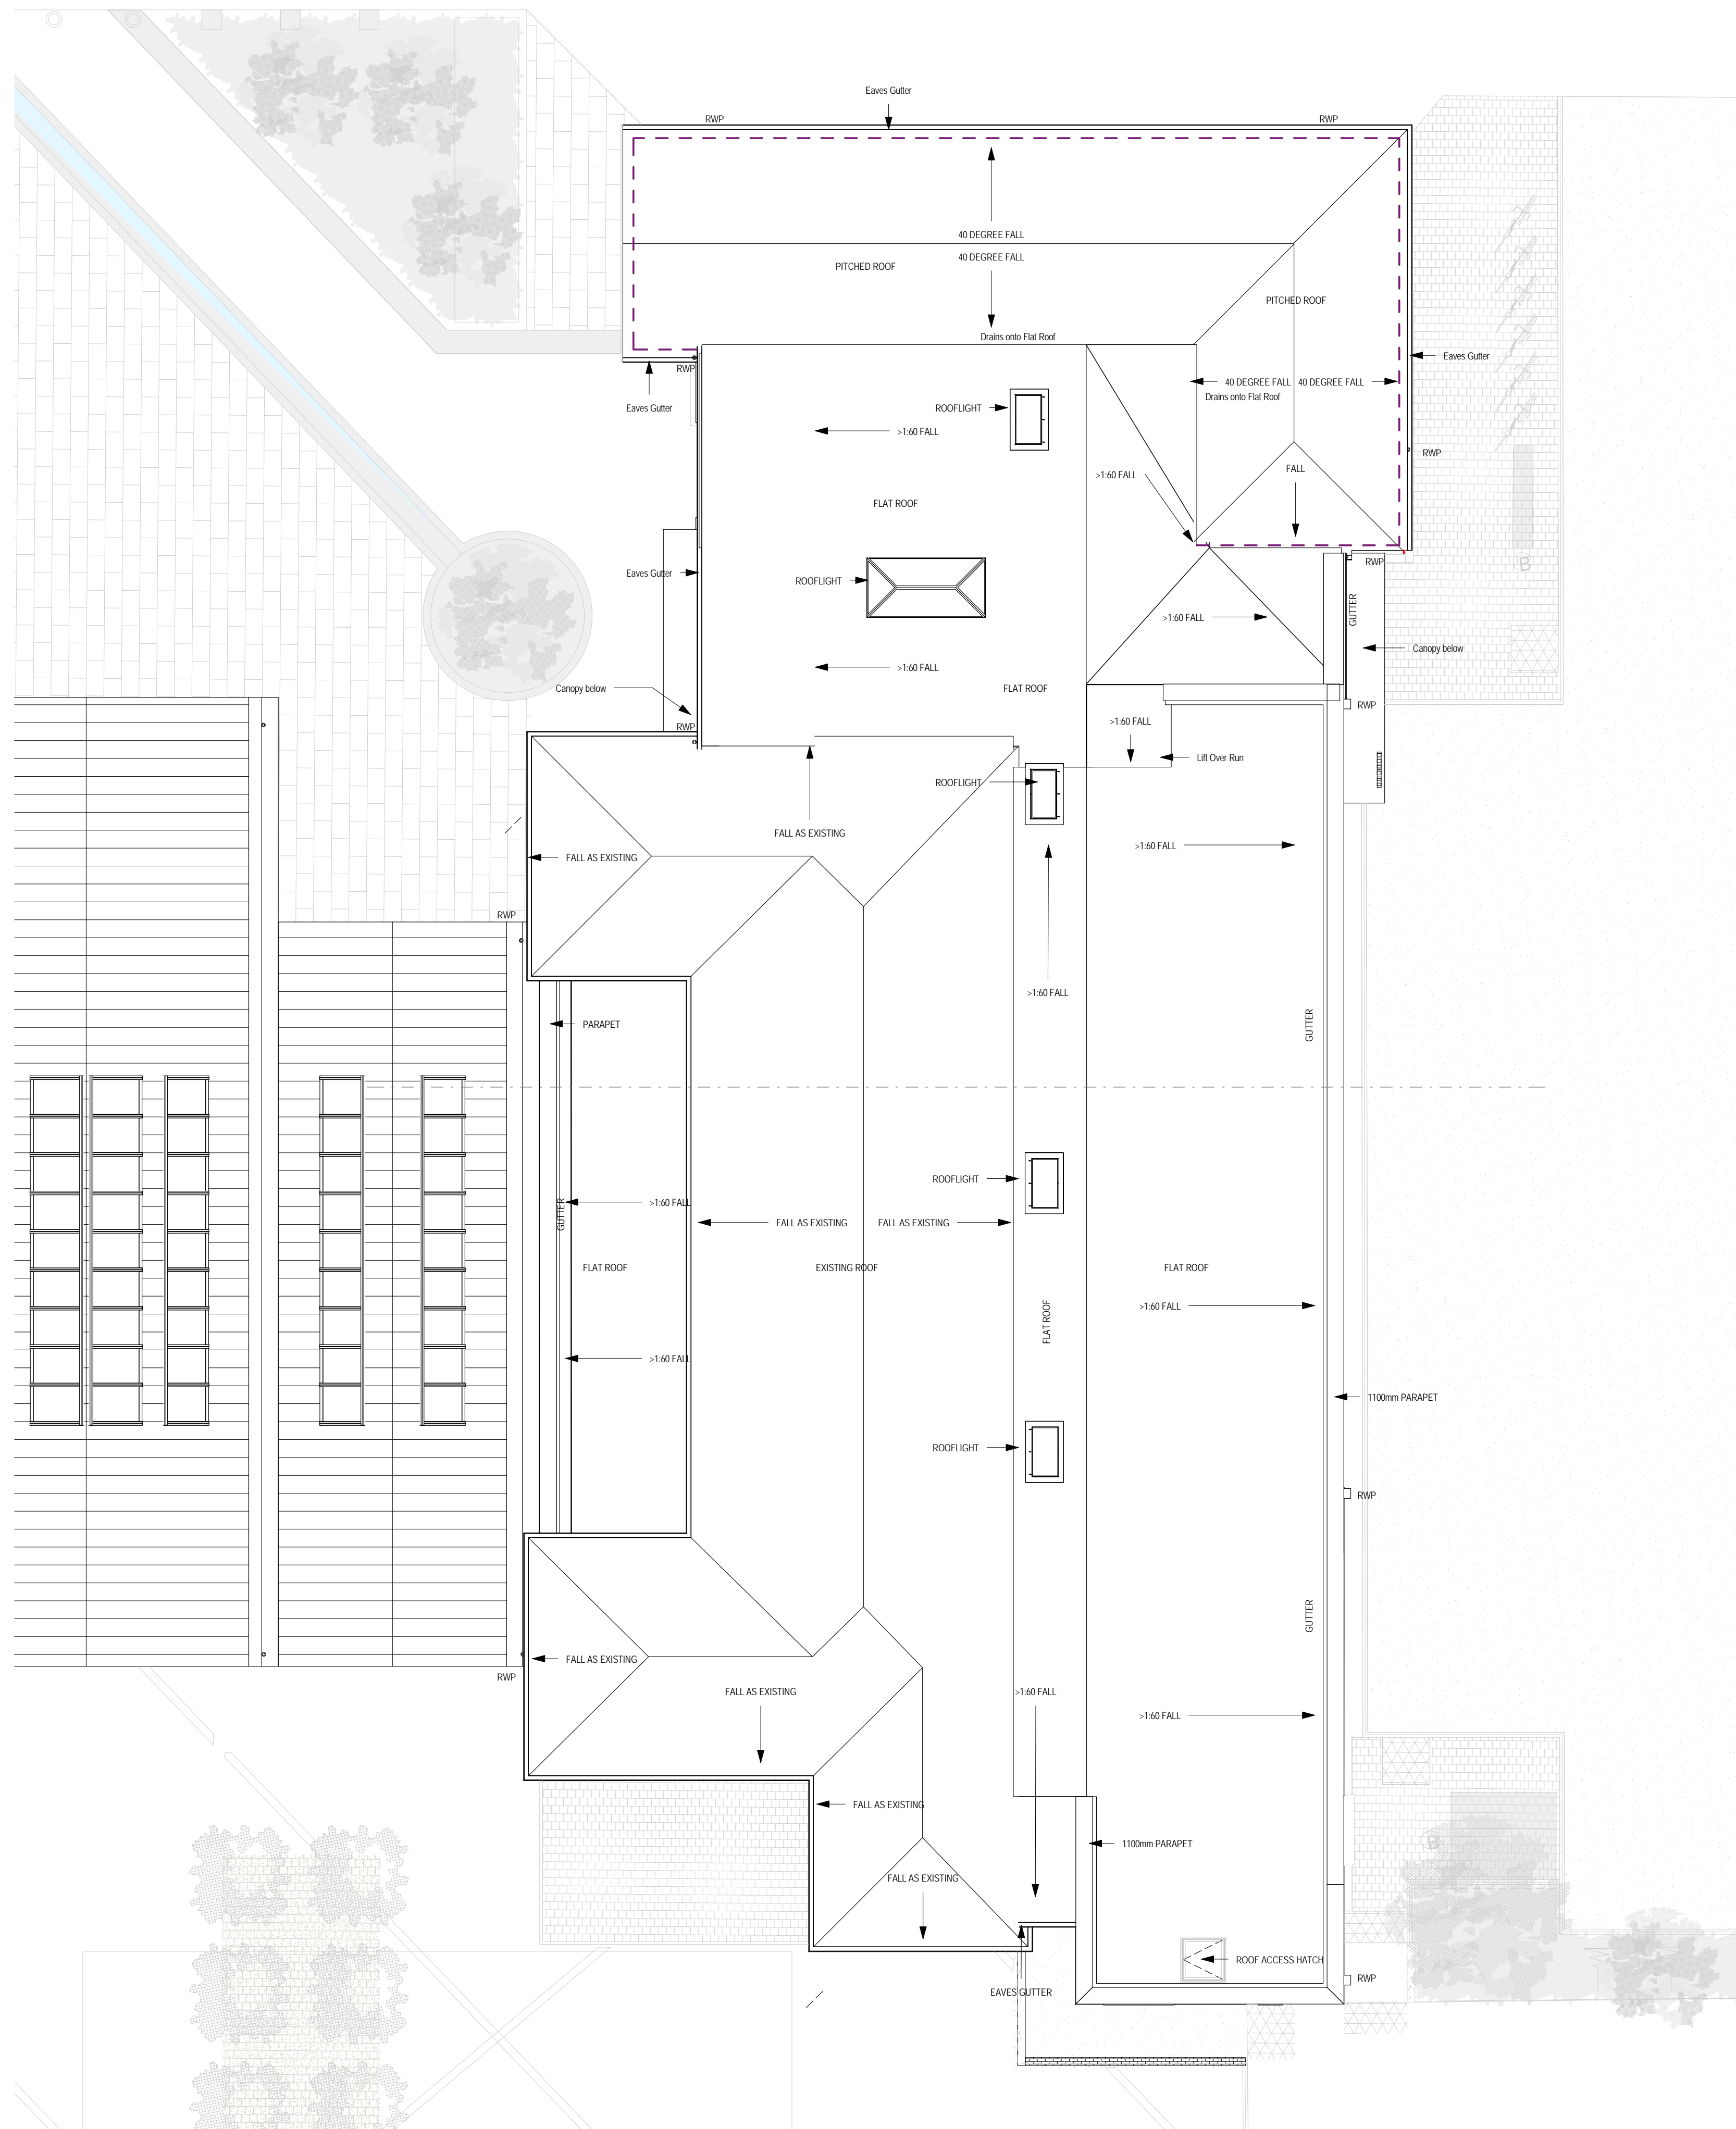 Eaves Gutter
RWP
RWP
40 DEGREE FALL
40 DEGREE FALL
PITCHED ROOF
PITCHED ROOF
Drains onto Flat Roof
Eaves Gutter
RWP
40 DEGREE FALL
40 DEGREE FALL
Drains onto Flat Roof
Eaves Gutter
ROOFLIGHT
>1:60 FALL
RWP
FALL
>1:60 FALL
FLAT ROOF
RWP
B
Eaves Gutter
ROOFLIGHT
GUTTER
>1:60 FALL
Canopy below
>1:60 FALL
Canopy below
FLAT ROOF
RWP
>1:60 FALL
RWP
Lift Over Run
ROOFLIGHT
FALL AS EXISTING
>1:60 FALL
FALL AS EXISTING
RWP
>1:60 FALL
PARAPET
GUTTER
ROOFLIGHT
>1:60 FALL
GUTTER
FALL AS EXISTING
FALL AS EXISTING
FLAT ROOF
EXISTING ROOF
FLAT ROOF
>1:60 FALL
FLAT ROOF
>1:60 FALL
1100mm PARAPET
ROOFLIGHT
RWP
GUTTER
FALL AS EXISTING
RWP
FALL AS EXISTING
>1:60 FALL
>1:60 FALL
FALL AS EXISTING
1100mm PARAPET
B
FALL AS EXISTING
ROOF ACCESS HATCH
RWP
EAVES GUTTER